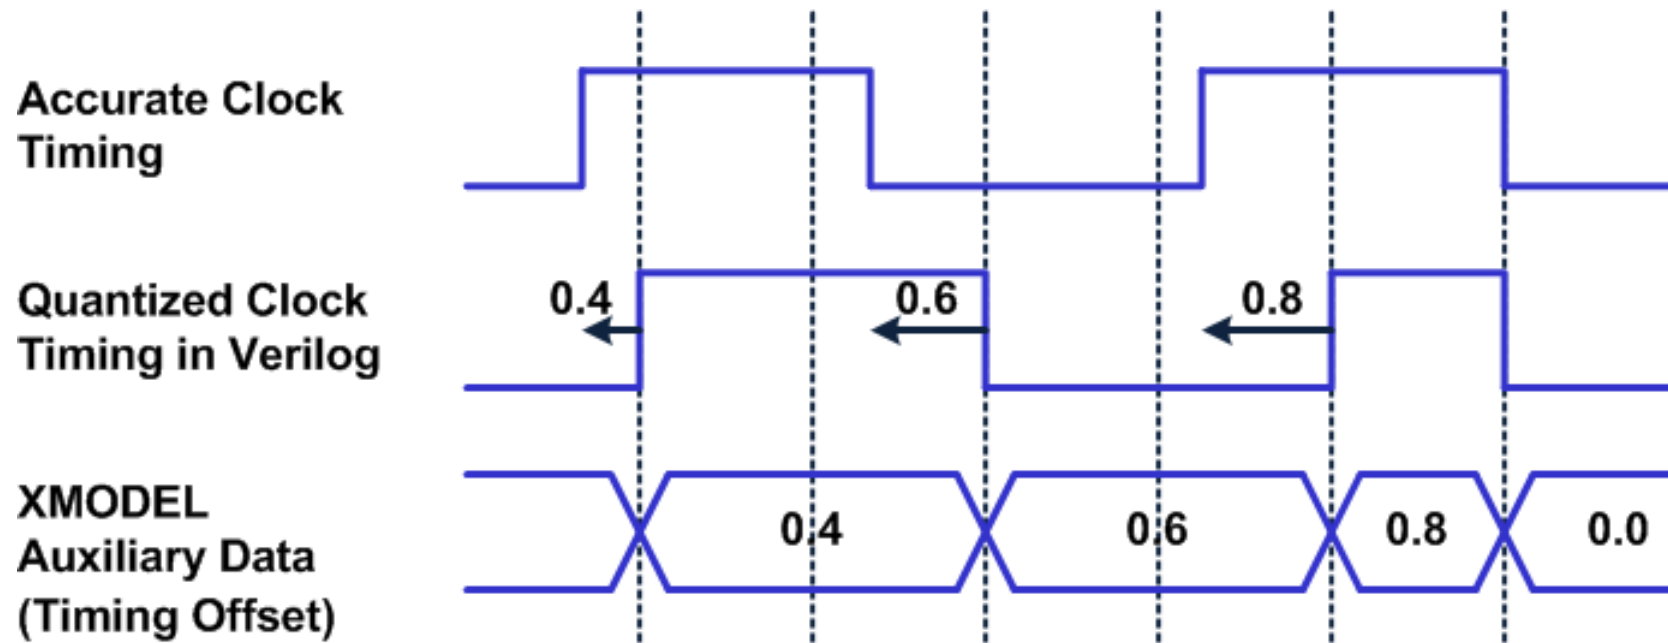 Accurate Clock
Timing
0.4
0.6
0.8
Quantized Clock
Timing in Verilog
XMODEL
Auxiliary Data
(Timing Offset)
0.4
0.6
0.8
0.0